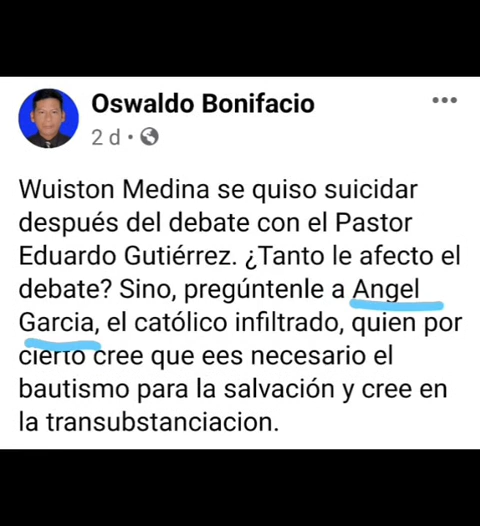 Oswaldo Bonifacio
2 d
Wuiston Medina se quiso suicidar
después del debate con el Pastor
Eduardo Gutiérrez. ¿Tanto le afecto el
debate? Sino, pregúntenle a Angel
Garcia, el católico infiltrado, quien por
cierto cree que ees necesario el
bautismo para la salvación y cree en
la transubstanciacion.